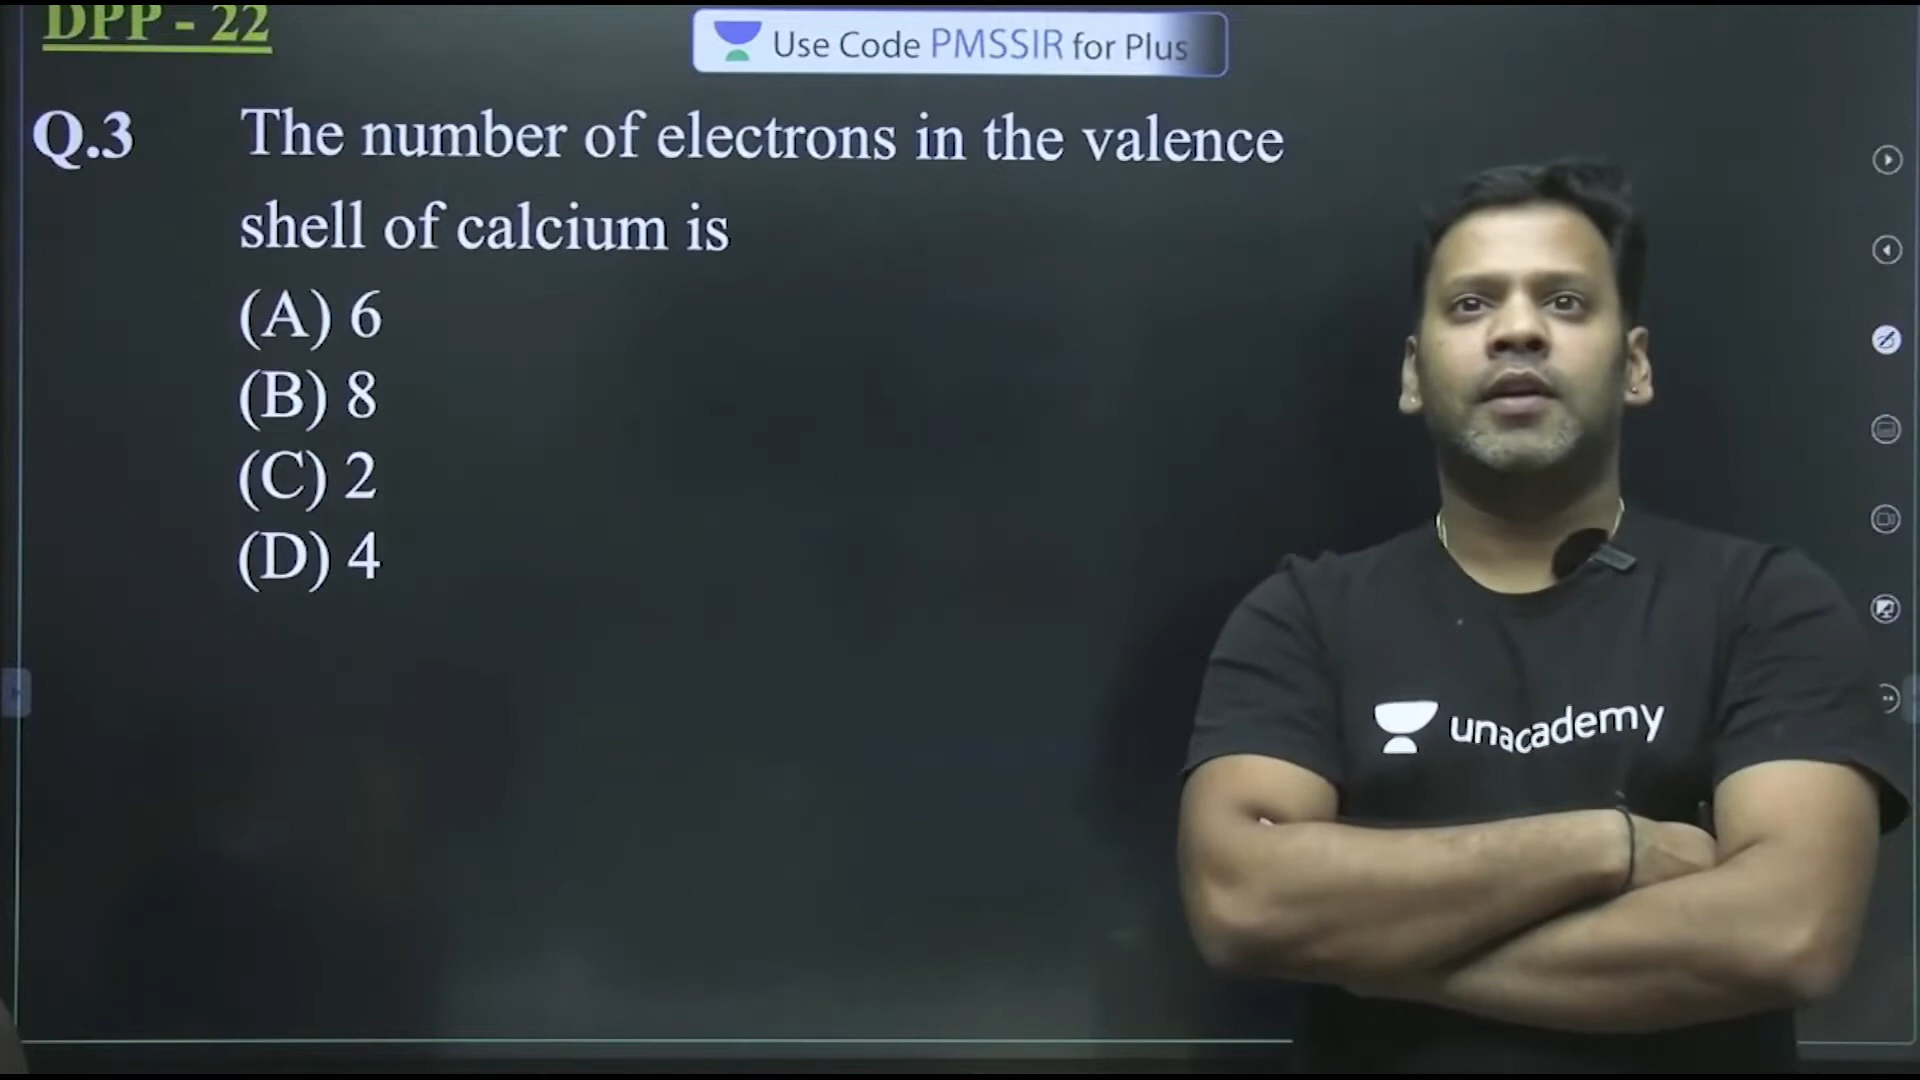 DPP - 22
Use Code PMSSIR for Plus
Q.3 The number of electrons in the valence
shell of calcium is
(A) 6
(B) 8
(C) 2
(D) 4
unacademy